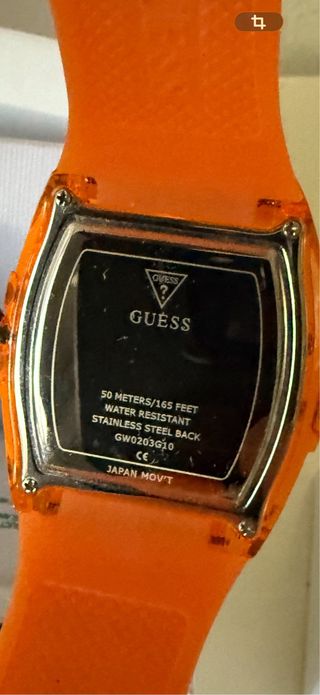 GUESS
?
GUESS
50 METERS/165 FEET
WATER RESISTANT
STAINLESS STEEL BACK
GW0203G10
CE
JAPAN MOV'T